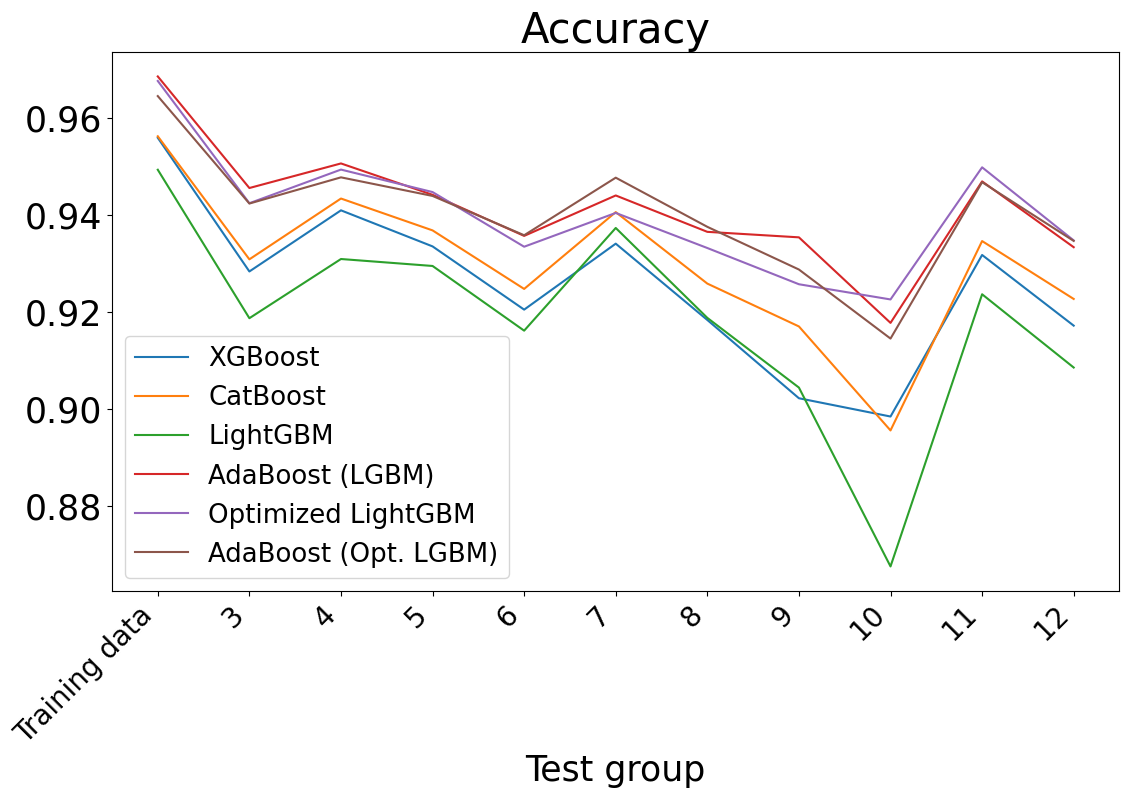 Accuracy
0.96
0.94
0.92
0.90
0.88
XGBoost
CatBoost
LightGBM
AdaBoost (LGBM)
Optimized LightGBM
AdaBoost (Opt. LGBM)
Training data
3
4
5
6
7
8
9
10
11
12
Test group